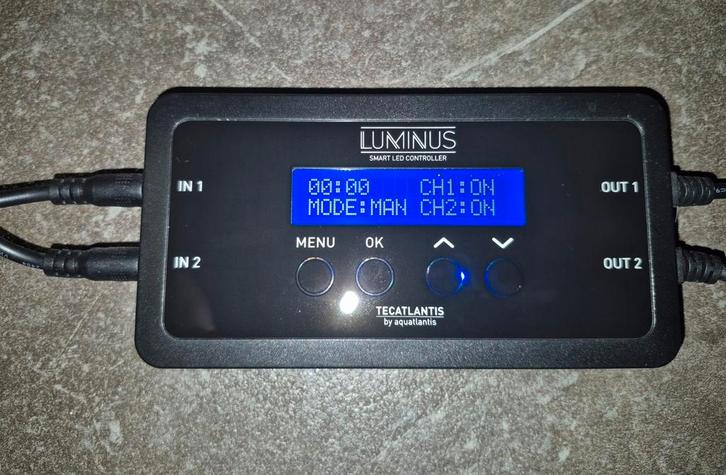 LUMINUS
SMART LED CONTROLLER
IN 1
00:00 CH1:ON
MODE:MAN CH2:ON
OUT 1
IN 2
MENU OK
OUT 2
TECATLANTIS
by aquatlantis